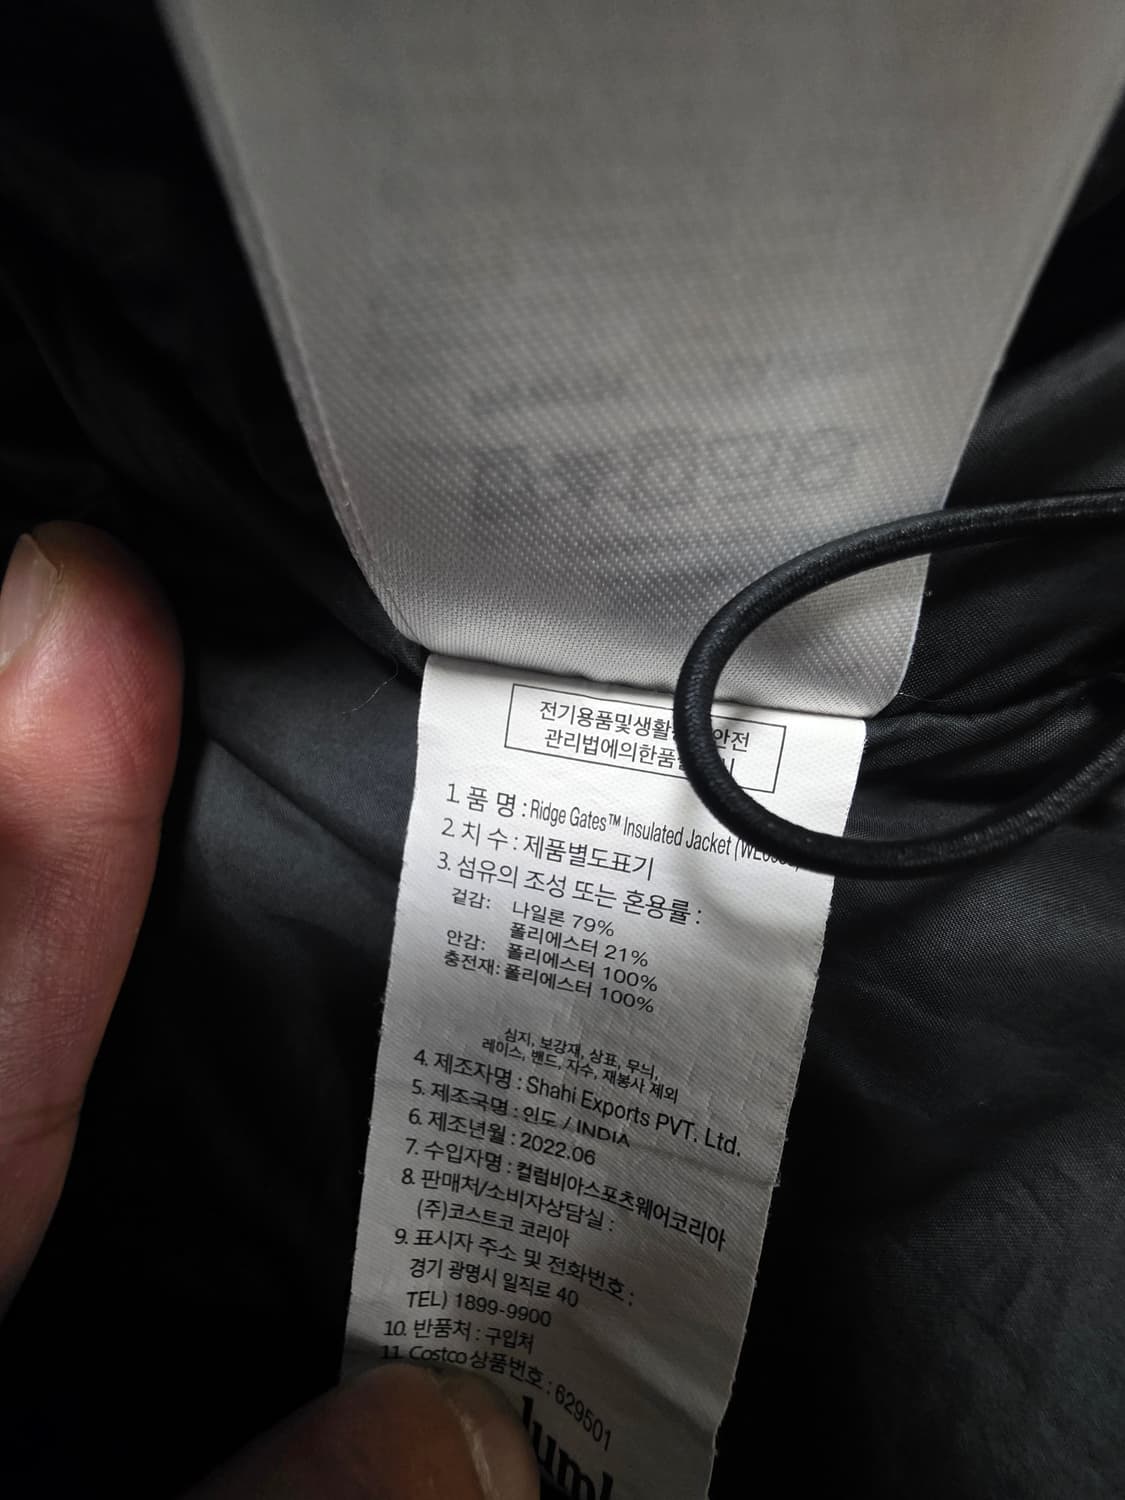 전기용품및생활 안전
관리법에의한품
1. 품 명 : Ridge Gates™ Insulated Jacket
2. 치 수 : 제품별도표기
3. 섬유의 조성 또는 혼용률 :
겉감: 나일론 79%
폴리에스터 21%
안감: 폴리에스터 100%
충전재: 폴리에스터 100%
심지, 보강재, 상표, 무늬,
레이스, 밴드, 자수, 재봉사 제외
4. 제조자명 : Shahi Exports PVT. Ltd.
5. 제조국명 : 인도 / INDIA
6. 제조년월 : 2022.06
7. 수입자명 : 컬럼비아스포츠웨어코리아
8. 판매처/소비자상담실 :
(주)코스트코 코리아
9. 표시자 주소 및 전화번호 :
경기 광명시 일직로 40
TEL) 1899-9900
10. 반품처 : 구입처
11. Costco 상품번호 : 629501